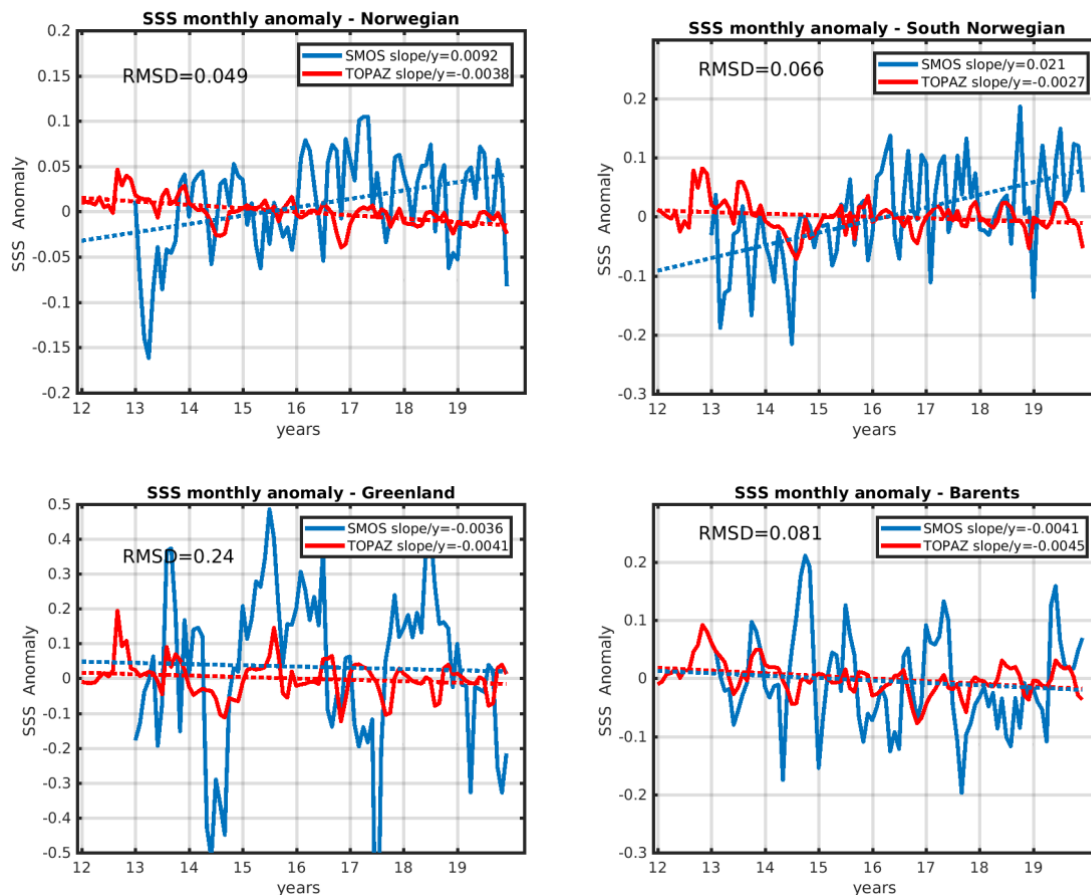 SSS monthly anomaly - Norwegian
SMOS slope/y=0.0092
TOPAZ slope/y=-0.0038
RMSD=0.049
0.2
0.15
0.1
0.05
0
-0.05
-0.1
-0.15
-0.2
SSS Anomaly
12 13 14 15 16 17 18 19
years
SSS monthly anomaly - South Norwegian
SMOS slope/y=0.021
TOPAZ slope/y=-0.0027
RMSD=0.066
0.2
0.1
0
-0.1
-0.2
-0.3
SSS Anomaly
12 13 14 15 16 17 18 19
years
SSS monthly anomaly - Greenland
SMOS slope/y=-0.0036
TOPAZ slope/y=-0.0041
RMSD=0.24
0.5
0.4
0.3
0.2
0.1
0
-0.1
-0.2
-0.3
-0.4
-0.5
SSS Anomaly
12 13 14 15 16 17 18 19
years
SSS monthly anomaly - Barents
SMOS slope/y=-0.0041
TOPAZ slope/y=-0.0045
RMSD=0.081
0.2
0.1
0
-0.1
-0.2
-0.3
SSS Anomaly
12 13 14 15 16 17 18 19
years